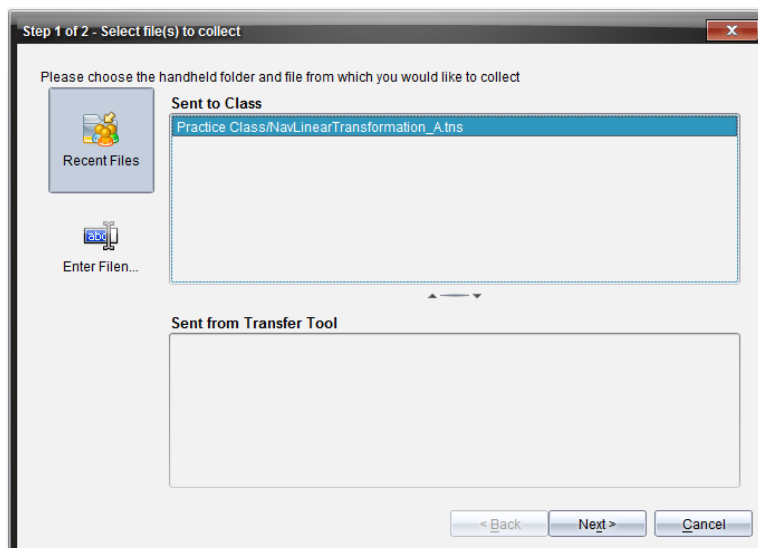 Step 1 of 2 - Select file(s) to collect
Please choose the handheld folder and file from which you would like to collect
Recent Files
Enter Filen...
Sent to Class
Practice Class/NavLinearTransformation_A.tns
Sent from Transfer Tool
< Back
Next >
Cancel